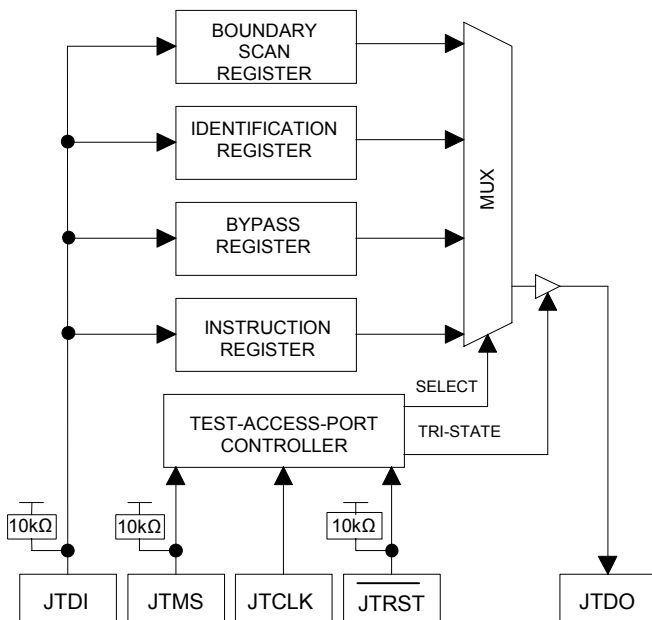 BOUNDARY
SCAN
REGISTER
IDENTIFICATION
REGISTER
BYPASS
REGISTER
INSTRUCTION
REGISTER
MUX
SELECT
TEST-ACCESS-PORT
CONTROLLER
TRI-STATE
10kΩ
10kΩ
10kΩ
JTDI
JTMS
JTCLK
JTRST
JTDO